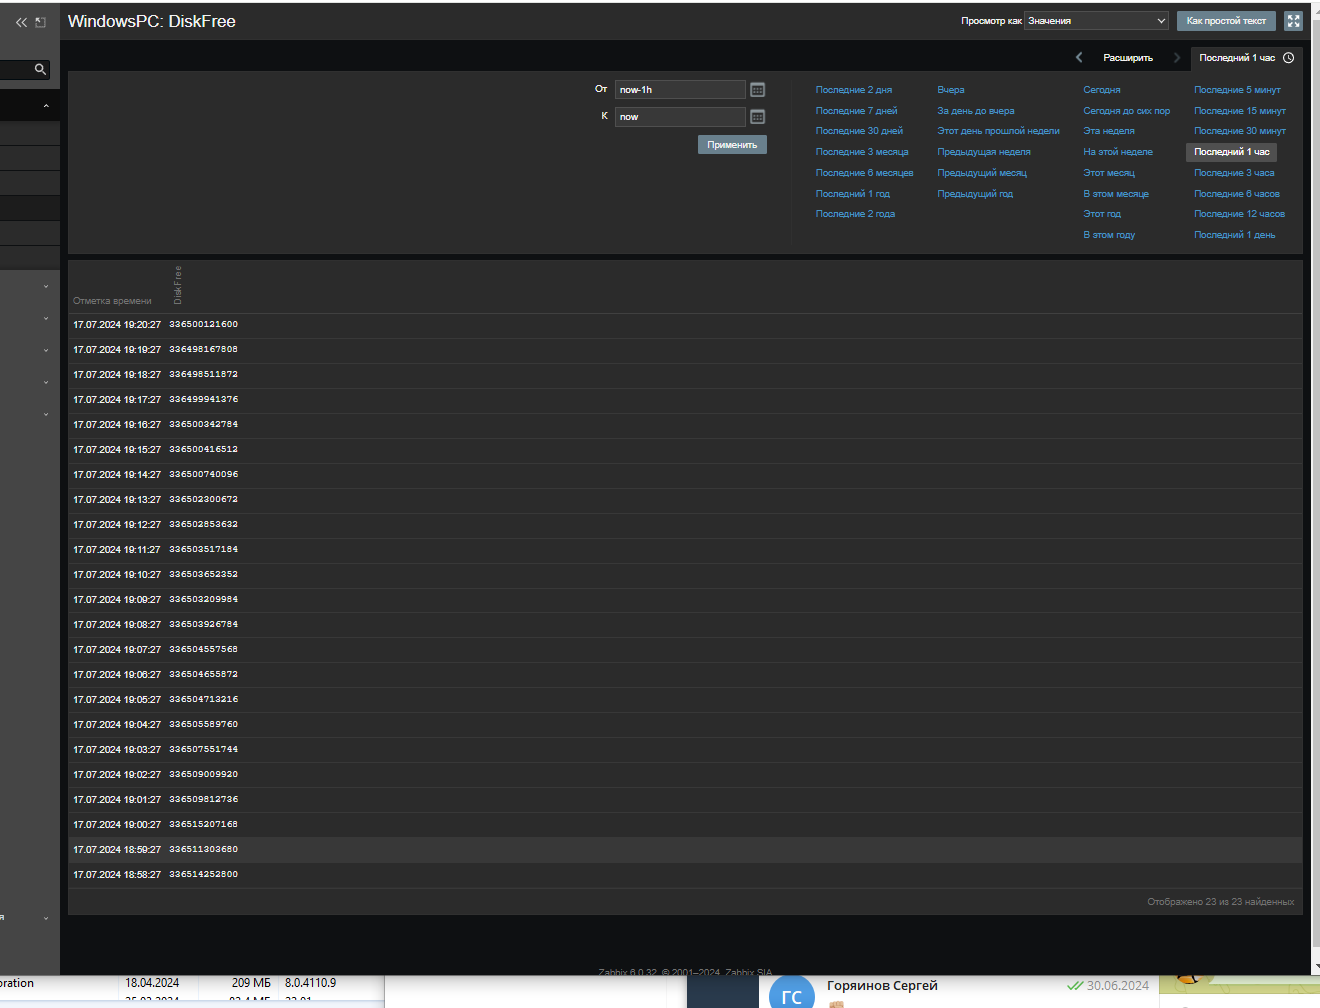 WindowsPC: DiskFree
Просмотр как Значения Как простой текст
Расширить Последний 1 час
От now-1h
К now
Применить
Последние 2 дня Вчера Сегодня Последние 5 минут
Последние 7 дней За день до вчера Сегодня до сих пор Последние 15 минут
Последние 30 дней Этот день прошлой недели Эта неделя Последние 30 минут
Последние 3 месяца Предыдущая неделя На этой неделе Последний 1 час
Последние 6 месяцев Предыдущий месяц Этот месяц Последние 3 часа
Последний 1 год Предыдущий год В этом месяце Последние 6 часов
Последние 2 года Этот год Последние 12 часов
В этом году Последний 1 день
Отметка времени DiskFree
17.07.2024 19:20:27 336500121600
17.07.2024 19:19:27 336498167808
17.07.2024 19:18:27 336498511872
17.07.2024 19:17:27 336499941376
17.07.2024 19:16:27 336500342784
17.07.2024 19:15:27 336500416512
17.07.2024 19:14:27 336500740096
17.07.2024 19:13:27 336502300672
17.07.2024 19:12:27 336502853632
17.07.2024 19:11:27 336503517184
17.07.2024 19:10:27 336503652352
17.07.2024 19:09:27 336503209984
17.07.2024 19:08:27 336503926784
17.07.2024 19:07:27 336504557568
17.07.2024 19:06:27 336504655872
17.07.2024 19:05:27 336504713216
17.07.2024 19:04:27 336505589760
17.07.2024 19:03:27 336507551744
17.07.2024 19:02:27 336509009920
17.07.2024 19:01:27 336509812736
17.07.2024 19:00:27 336515207168
17.07.2024 18:59:27 336511303680
17.07.2024 18:58:27 336514252800
Отображено 23 из 23 найденных
я
Zabbix 6.0.32. © 2001–2024, Zabbix SIA
oration 18.04.2024 209 МБ 8.0.4110.9
ГС Горяинов Сергей 30.06.2024